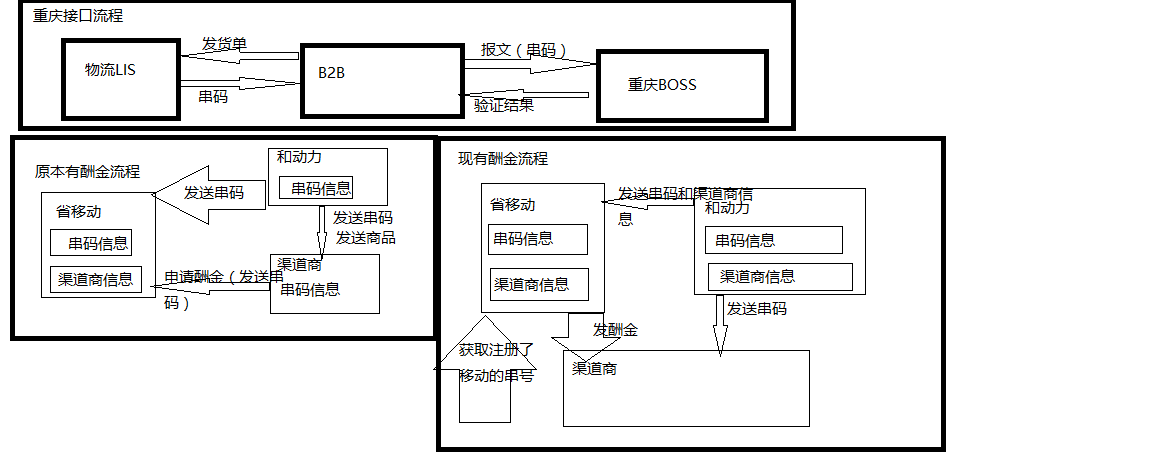 重庆接口流程
发货单
物流LIS
串码
B2B
报文（串码）
验证结果
重庆BOSS
原本有酬金流程
和动力
串码信息
发送串码
省移动
串码信息
渠道商信息
发送串码
发送商品
渠道商
串码信息
申请酬金（发送串
码）
现有酬金流程
省移动
串码信息
渠道商信息
发送串码和渠道商信
息
和动力
串码信息
渠道商信息
发送串码
发酬金
获取注册了
移动的串号
渠道商